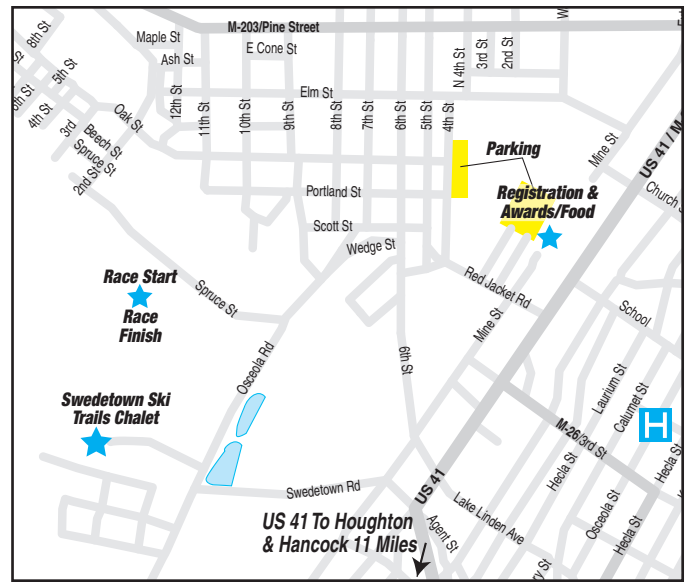 M-203/Pine Street
Maple St
E Cone St
Ash St
Elm St
8th St
5th St
4th St
3rd
Beech St
Spruce St
2nd St
Oak St
12th St
11th St
10th St
9th St
8th St
7th St
6th St
5th St
4th St
N 4th St
3rd St
2nd St
W
Mine St
US 41 / M-
Church S
Parking
Registration &
Awards/Food
Portland St
Scott St
Wedge St
Red Jacket Rd
Mine St
School
Race Start
Race
Finish
Spruce St
Osceola Rd
6th St
Laurium St
Calumet St
H
M-26/3rd St
Hecla St
Hecla St
Osceola St
Hecla St
Swedetown Ski
Trails Chalet
Swedetown Rd
US 41
Lake Linden Ave
Agent St
US 41 To Houghton
& Hancock 11 Miles